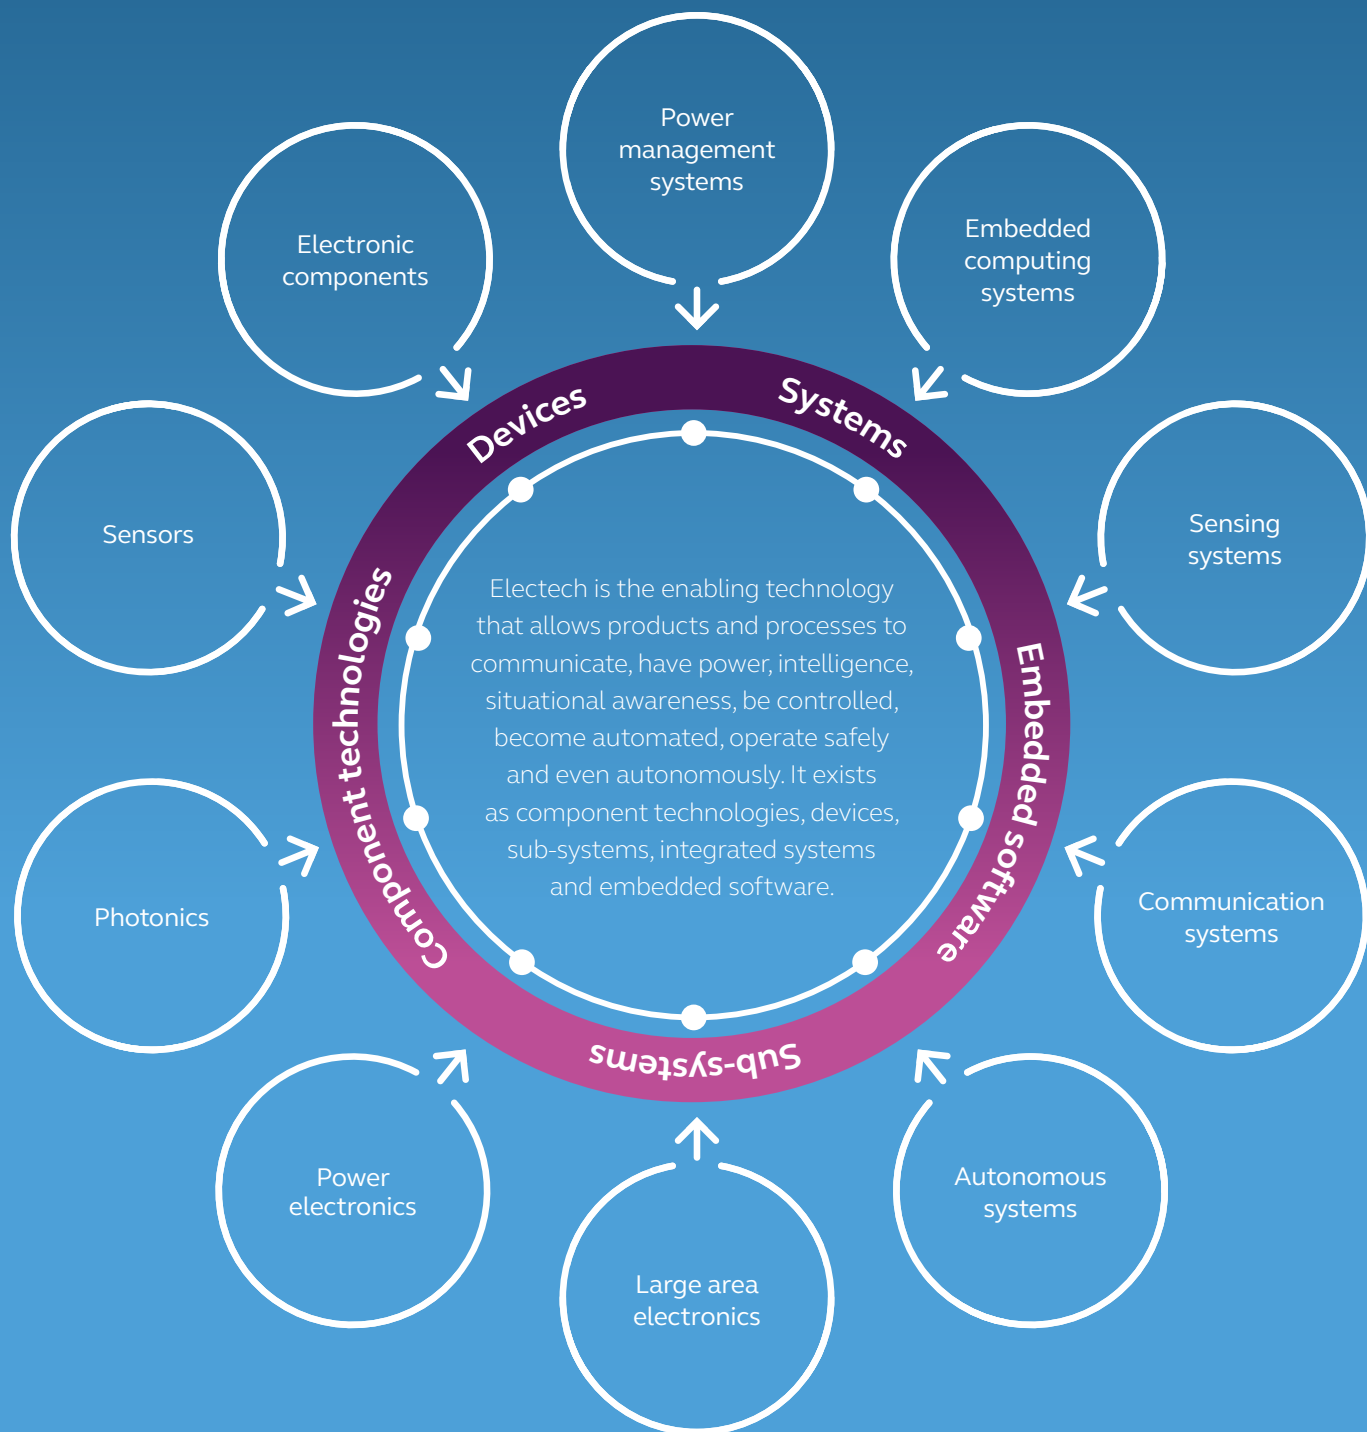 Power
management
systems
Embedded
computing
systems
Sensing
systems
Communication
systems
Autonomous
systems
Large area
electronics
Power
electronics
Photonics
Sensors
Electronic
components
Devices
Systems
Embedded software
Sub-systems
Component technologies
Electech is the enabling technology
that allows products and processes to
communicate, have power, intelligence,
situational awareness, be controlled,
become automated, operate safely
and even autonomously. It exists
as component technologies, devices,
sub-systems, integrated systems
and embedded software.